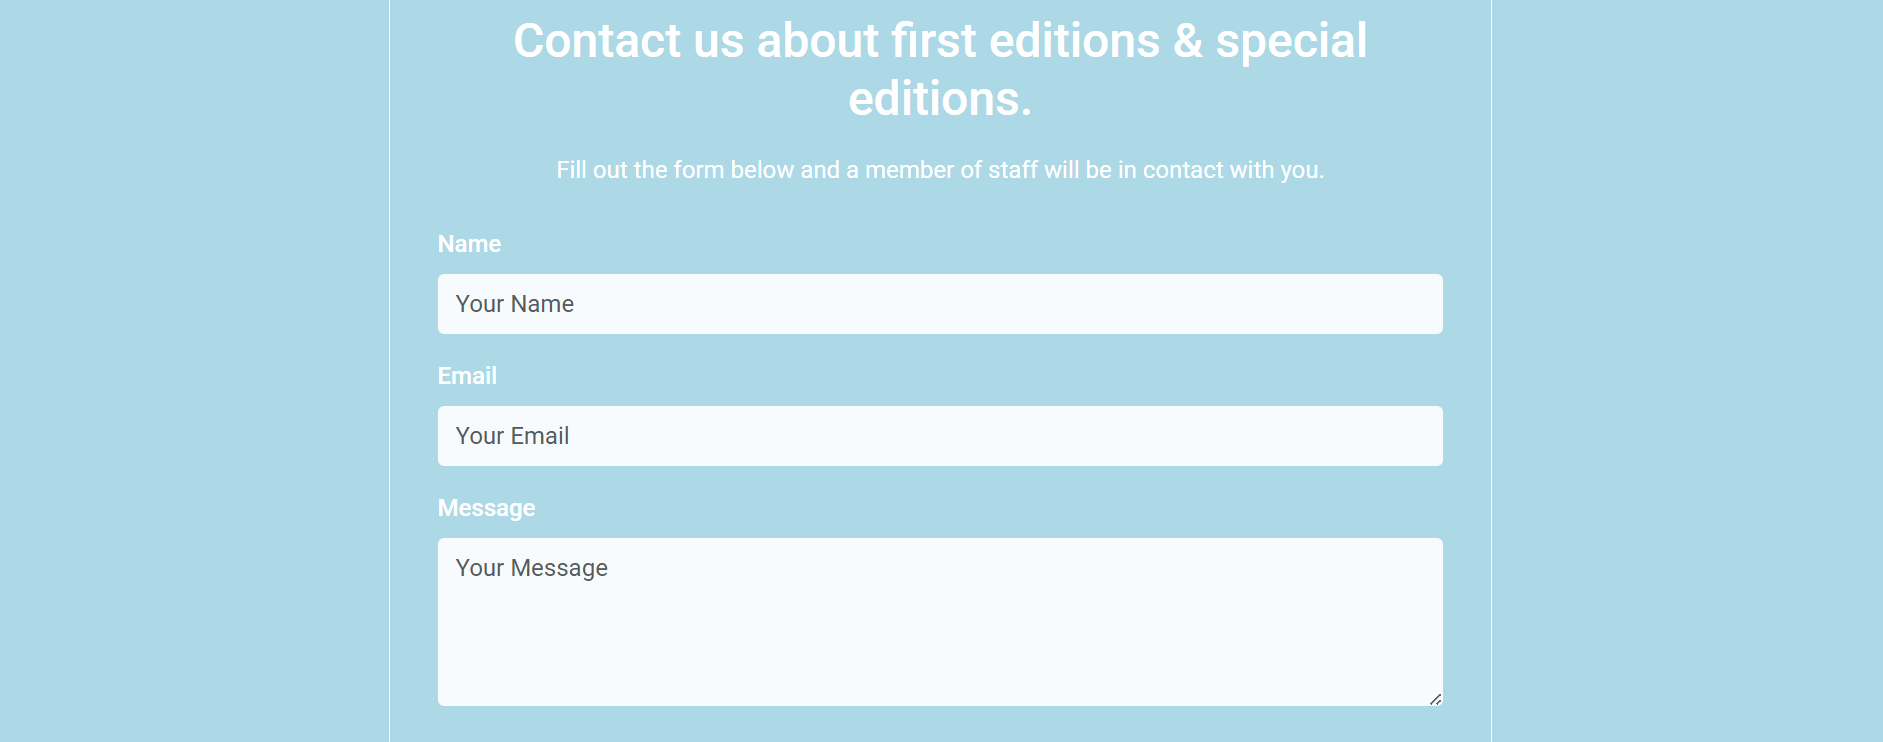 Contact us about first editions & special
editions.
Fill out the form below and a member of staff will be in contact with you.
Name
Your Name
Email
Your Email
Message
Your Message